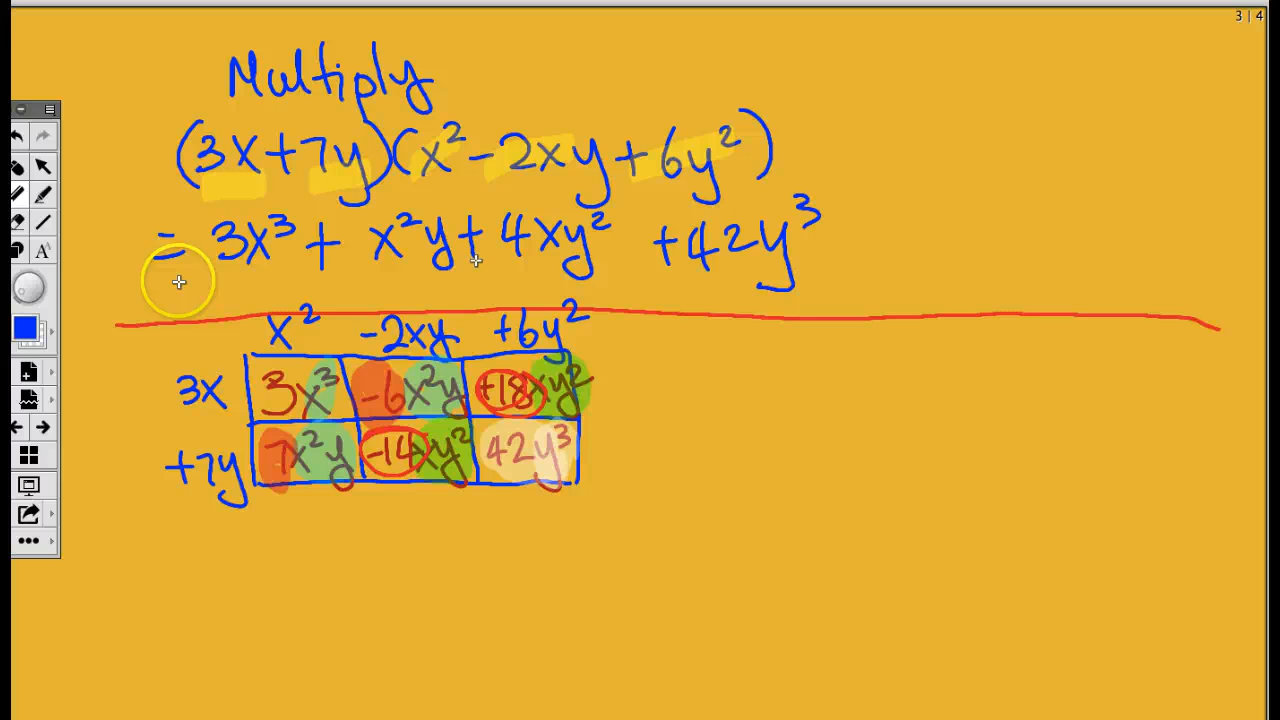 3 | 4
Multiply
(3x+7y)(x²-2xy+6y²)
= 3x³ + x²y + 4xy² + 42y³
x² -2xy +6y²
3x 3x³ -6x²y +18xy²
+7y 7x²y -14xy² 42y³
A